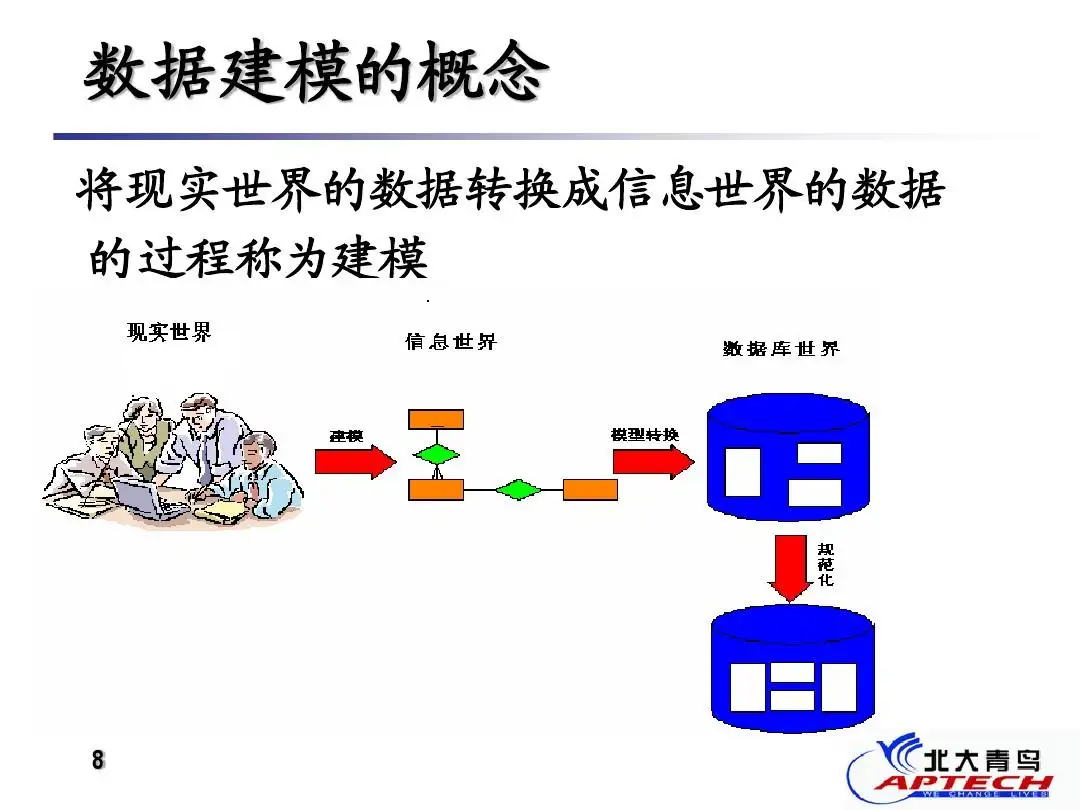 数据建模的概念
将现实世界的数据转换成信息世界的数据
的过程称为建模
现实世界
信息世界
数据库世界
建模
模型转换
规范化
8
北大青鸟
APTECH
WE CHANGE LIVES